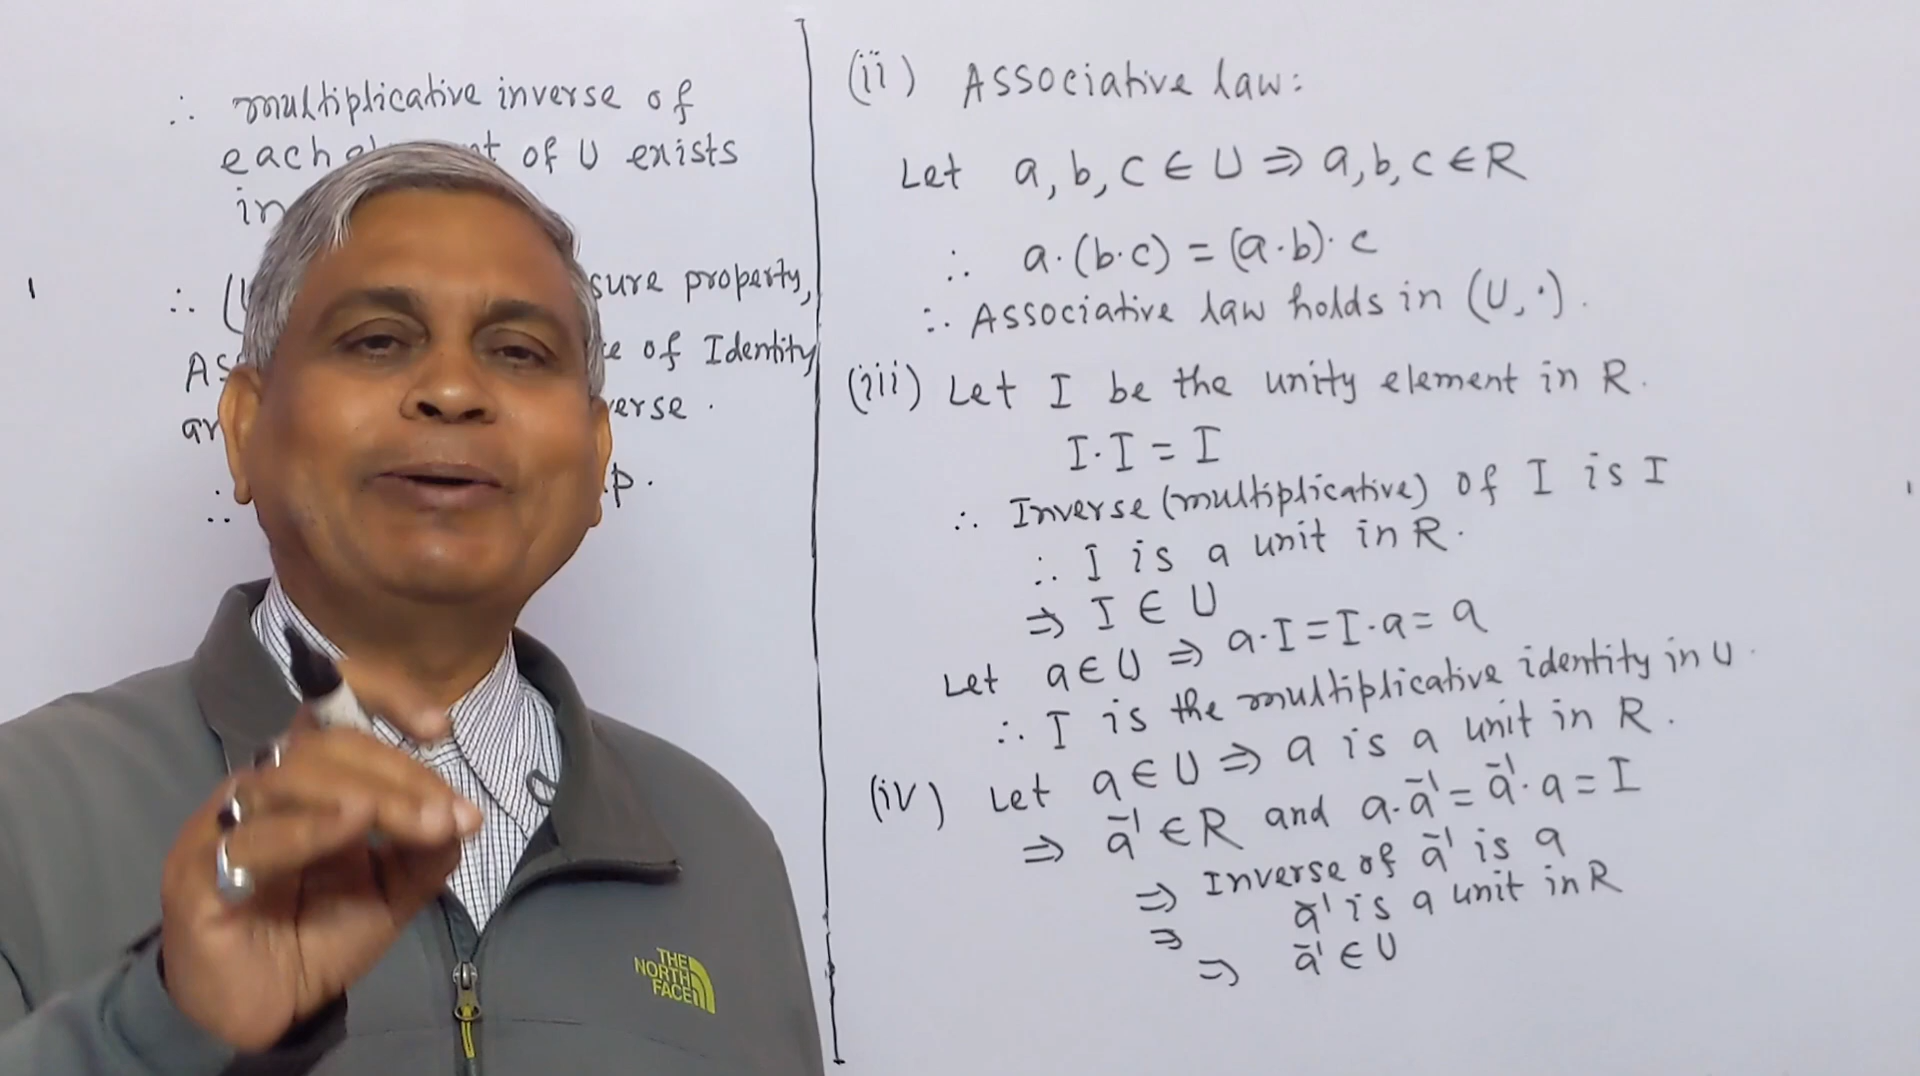 ∴ multiplicative inverse of
each of U exists
in
∴ (U sure property,
As of Identity
an verse.
∴ p.
(ii) Associative law:
Let a, b, c ∈ U ⇒ a, b, c ∈ R
∴ a·(b·c) = (a·b)·c
∴ Associative law holds in (U, ·).
(iii) Let I be the unity element in R.
I·I = I
∴ Inverse (multiplicative) of I is I
∴ I is a unit in R.
⇒ I ∈ U
Let a ∈ U ⇒ a·I = I·a = a
∴ I is the multiplicative identity in U.
(iv) Let a ∈ U ⇒ a is a unit in R.
⇒ a⁻¹ ∈ R and a·a⁻¹ = a⁻¹·a = I
⇒ Inverse of a⁻¹ is a
⇒ a⁻¹ is a unit in R
⇒ a⁻¹ ∈ U
THE
NORTH
FACE